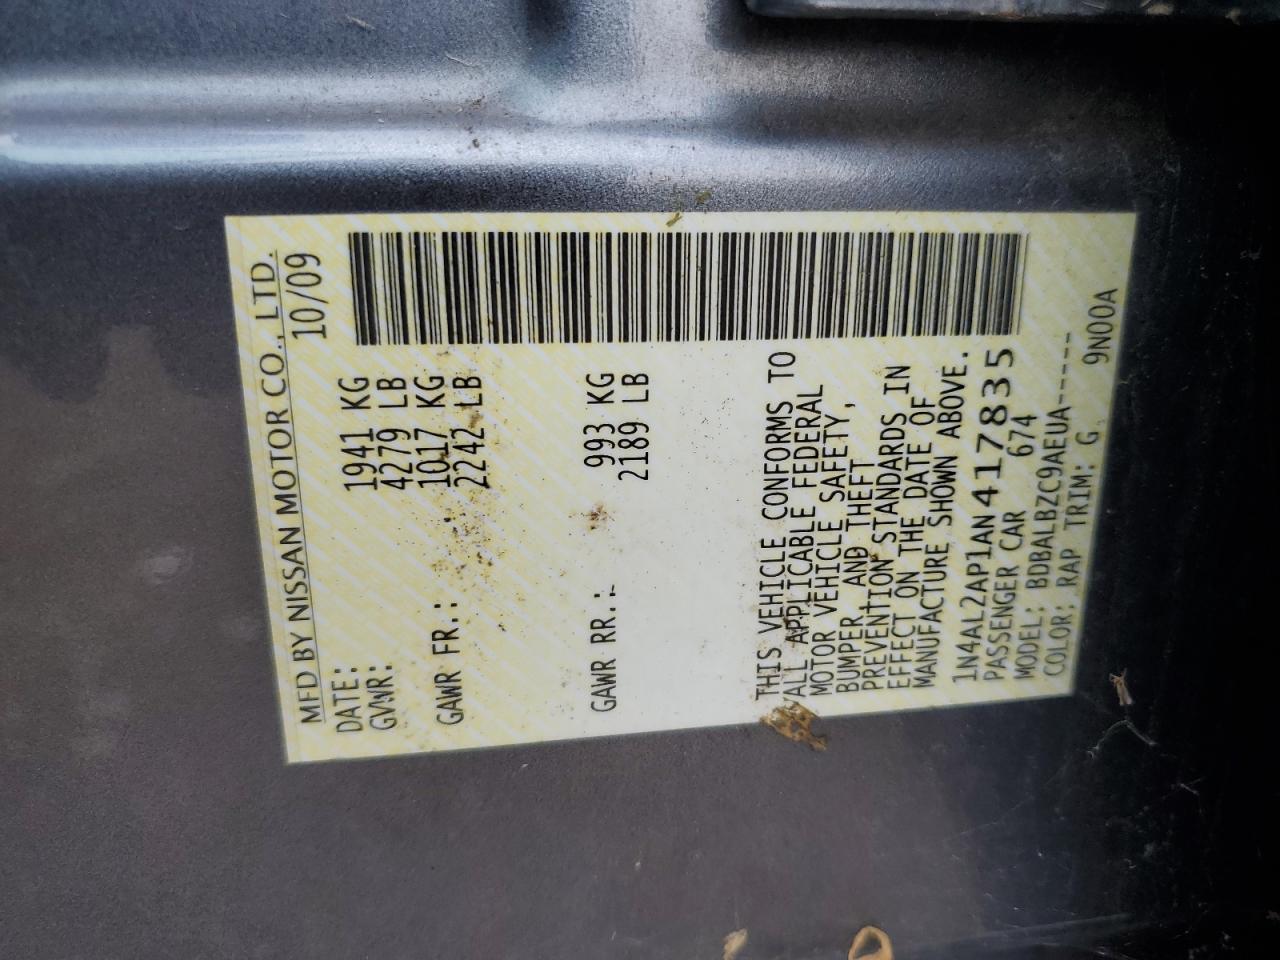 MFD BY NISSAN MOTOR CO., LTD.
DATE: 10/09
GVWR: 1941 KG
4279 LB
GAWR FR.: 1017 KG
2242 LB
GAWR RR.: 993 KG
2189 LB
THIS VEHICLE CONFORMS TO
ALL APPLICABLE FEDERAL
MOTOR VEHICLE SAFETY,
BUMPER AND THEFT
PREVENTION STANDARDS IN
EFFECT ON THE DATE OF
MANUFACTURE SHOWN ABOVE.
1N4AL2AP1AN417835
PASSENGER CAR 674
MODEL: BDBALBZC9AEUA-----
COLOR: RAP TRIM: G 9N00A